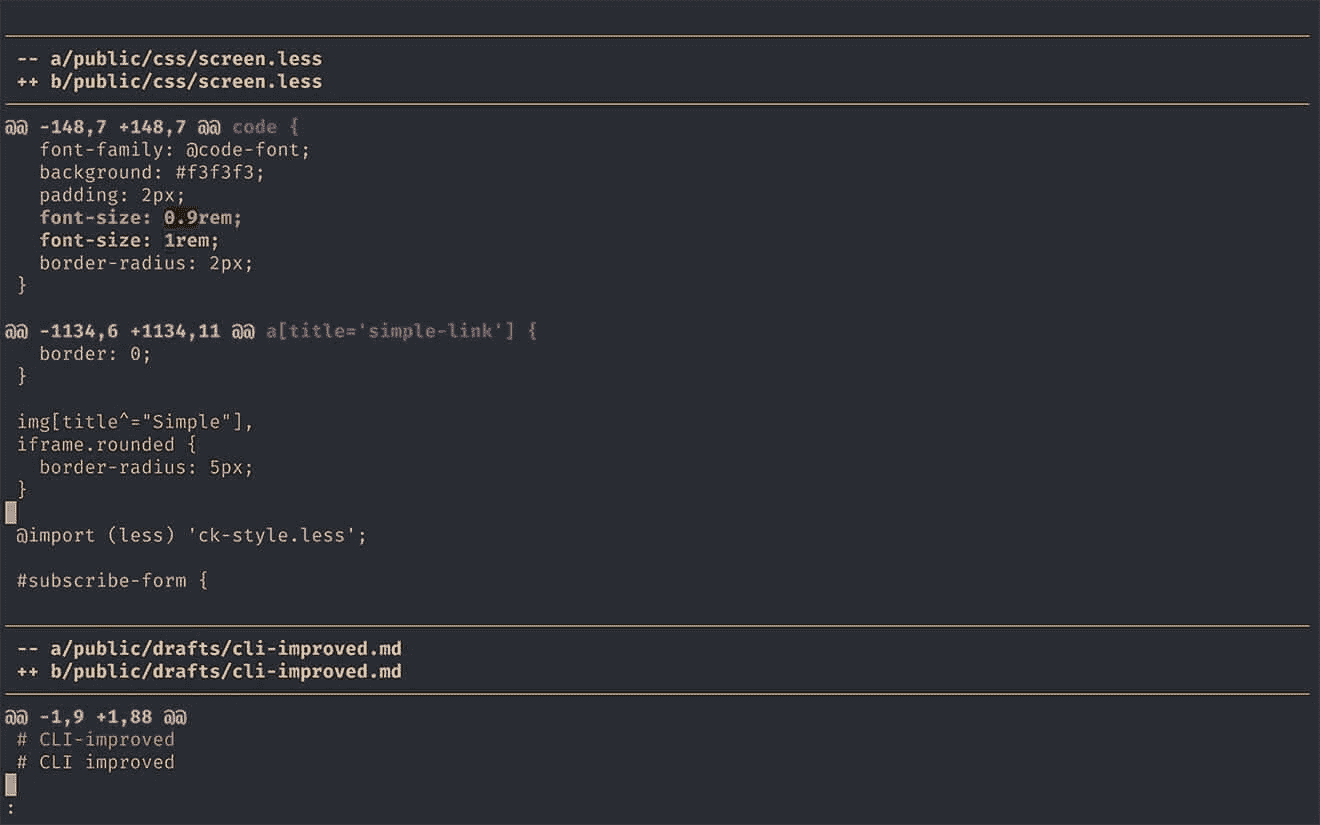 -- a/public/css/screen.less
++ b/public/css/screen.less
@@ -148,7 +148,7 @@ code {
font-family: @code-font;
background: #f3f3f3;
padding: 2px;
font-size: 0.9rem;
font-size: 1rem;
border-radius: 2px;
}
@@ -1134,6 +1134,11 @@ a[title='simple-link'] {
border: 0;
}
img[title^="Simple"],
iframe.rounded {
border-radius: 5px;
}
@import (less) 'ck-style.less';
#subscribe-form {
-- a/public/drafts/cli-improved.md
++ b/public/drafts/cli-improved.md
@@ -1,9 +1,88 @@
# CLI-improved
# CLI improved
: